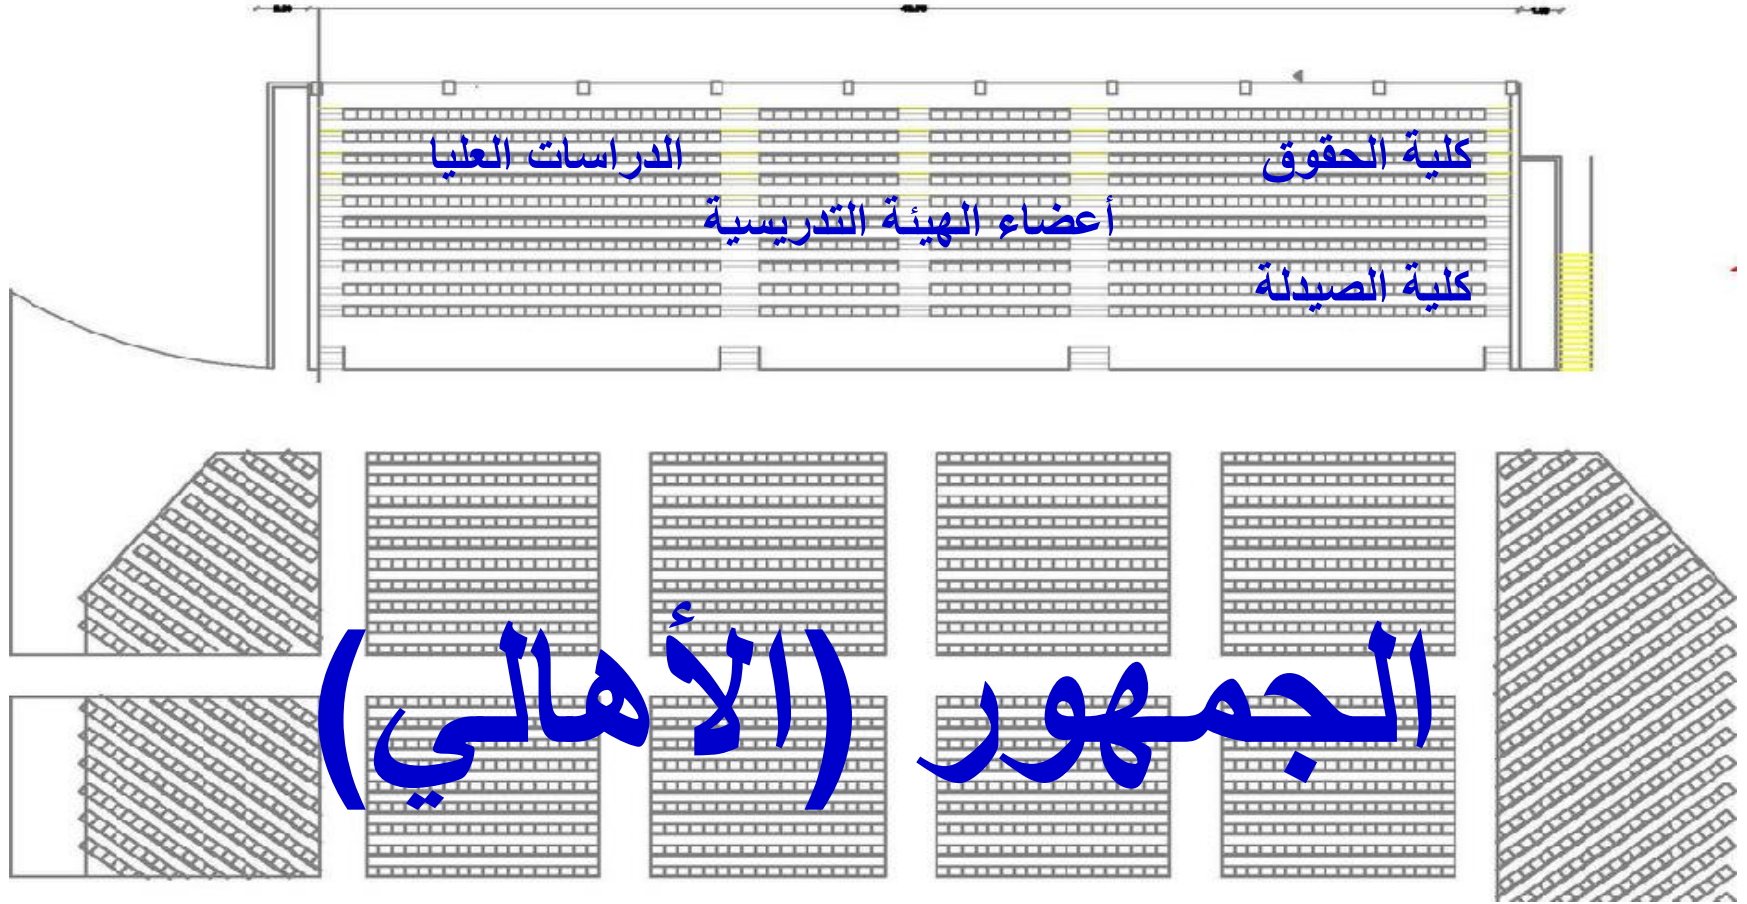 كلية الحقوق
الدراسات العليا
أعضاء الهيئة التدريسية
كلية الصيدلة
الجمهور (الأهالي)